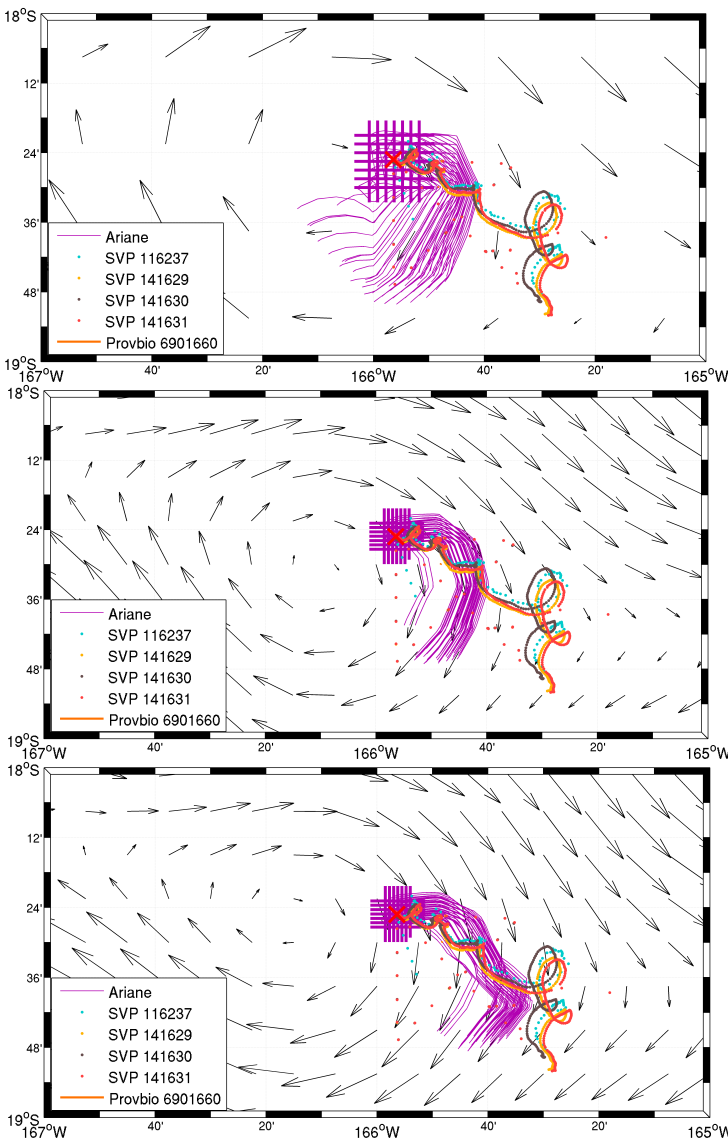 18°S
12'
24'
36'
48'
19°S
Ariane
SVP 116237
SVP 141629
SVP 141630
SVP 141631
Provbio 6901660
167°W 40' 20' 166°W 40' 20' 165°W
18°S
12'
24'
36'
48'
19°S
Ariane
SVP 116237
SVP 141629
SVP 141630
SVP 141631
Provbio 6901660
167°W 40' 20' 166°W 40' 20' 165°W
18°S
12'
24'
36'
48'
19°S
Ariane
SVP 116237
SVP 141629
SVP 141630
SVP 141631
Provbio 6901660
167°W 40' 20' 166°W 40' 20' 165°W